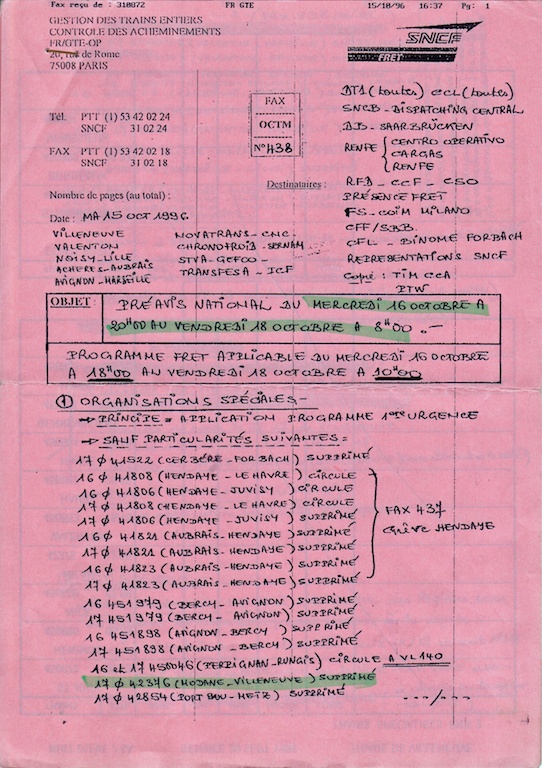 Fax reçu de : 310872 FR GTE 15/10/96 16:37 Pg: 1
GESTION DES TRAINS ENTIERS
CONTROLE DES ACHEMINEMENTS
FR/GTE-OP
20, rue de Rome
75008 PARIS
SNCF
FRET
Tél. PTT (1) 53 42 02 24
SNCF 31 02 24
FAX PTT (1) 53 42 02 18
SNCF 31 02 18
FAX
OCTM
N° 438
Nombre de pages (au total) :
Date : MA 15 OCT 1996
Destinataires :
DT1 (toutes) CCL (toutes)
SNCB - DISPATCHING CENTRAL
DB - SAARBRÜCKEN
RENFE { CENTRO OPERATIVO
CARGAS
RENFE
RFD - CCF - CSO
PRÉSENCE FRET
FS - COÏM MILANO
CFF/SBB
CFL - BINOME FORBACH
REPRESENTATIONS SNCF
Copie : TIM CCA
PTW
VILLENEUVE NOVATRANS - CNC
VALENTON CHRONOFROID - SERNAM
NOISY-LILLE STVA - GEFCO
ACHERES-AUBRAIS TRANSFESA - ICF
AVIGNON-MARSEILLE
OBJET : PRÉAVIS NATIONAL DU MERCREDI 16 OCTOBRE A
20H00 AU VENDREDI 18 OCTOBRE A 8H00 .-
PROGRAMME FRET APPLICABLE DU MERCREDI 16 OCTOBRE
A 18H00 AU VENDREDI 18 OCTOBRE A 10H00
① ORGANISATIONS SPÉCIALES -
→ PRINCIPE = APPLICATION PROGRAMME 1ère URGENCE
→ SAUF PARTICULARITÉS SUIVANTES =
17 Ø 41522 (CERBÈRE - FORBACH) SUPPRIMÉ
16 Ø 41808 (HENDAYE - LE HAVRE) CIRCULE
16 Ø 41806 (HENDAYE - JUVISY) CIRCULE
17 Ø 41808 (HENDAYE - LE HAVRE) CIRCULE
17 Ø 41806 (HENDAYE - JUVISY) SUPPRIMÉ
16 Ø 41821 (AUBRAIS - HENDAYE) SUPPRIMÉ
17 Ø 41821 (AUBRAIS - HENDAYE) SUPPRIMÉ
16 Ø 41823 (AUBRAIS - HENDAYE) SUPPRIMÉ
17 Ø 41823 (AUBRAIS - HENDAYE) SUPPRIMÉ
FAX 437
Grève HENDAYE
16 451979 (BERCY - AVIGNON) SUPPRIMÉ
17 451979 (BERCY - AVIGNON) SUPPRIMÉ
16 451898 (AVIGNON - BERCY) SUPPRIMÉ
17 451898 (AVIGNON - BERCY) SUPPRIMÉ
16 et 17 455046 (PERPIGNAN - RUNGIS) CIRCULE A VL140
17 Ø 42376 (MODANE - VILLENEUVE) SUPPRIMÉ
17 Ø 42854 (PORT BOU - METZ) SUPPRIMÉ
---/---